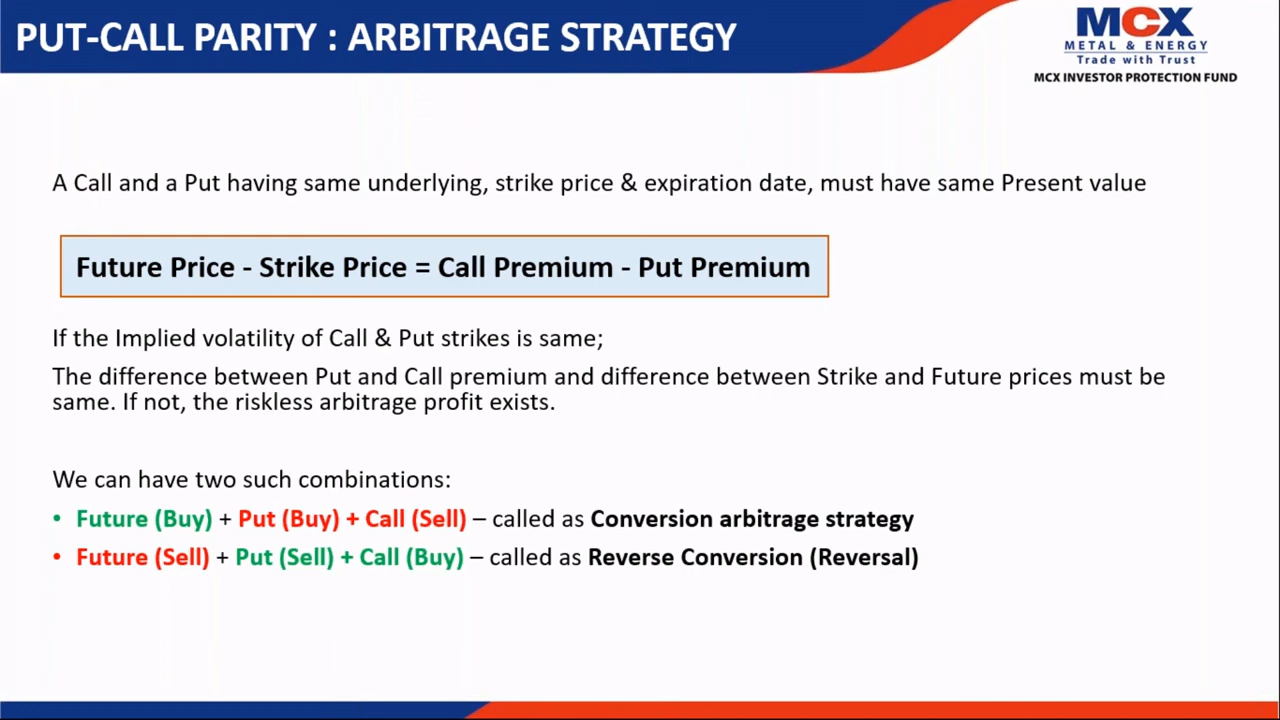 PUT-CALL PARITY : ARBITRAGE STRATEGY
MCX
METAL & ENERGY
Trade with Trust
MCX INVESTOR PROTECTION FUND
A Call and a Put having same underlying, strike price & expiration date, must have same Present value
Future Price - Strike Price = Call Premium - Put Premium
If the Implied volatility of Call & Put strikes is same;
The difference between Put and Call premium and difference between Strike and Future prices must be
same. If not, the riskless arbitrage profit exists.
We can have two such combinations:
• Future (Buy) + Put (Buy) + Call (Sell) – called as Conversion arbitrage strategy
• Future (Sell) + Put (Sell) + Call (Buy) – called as Reverse Conversion (Reversal)